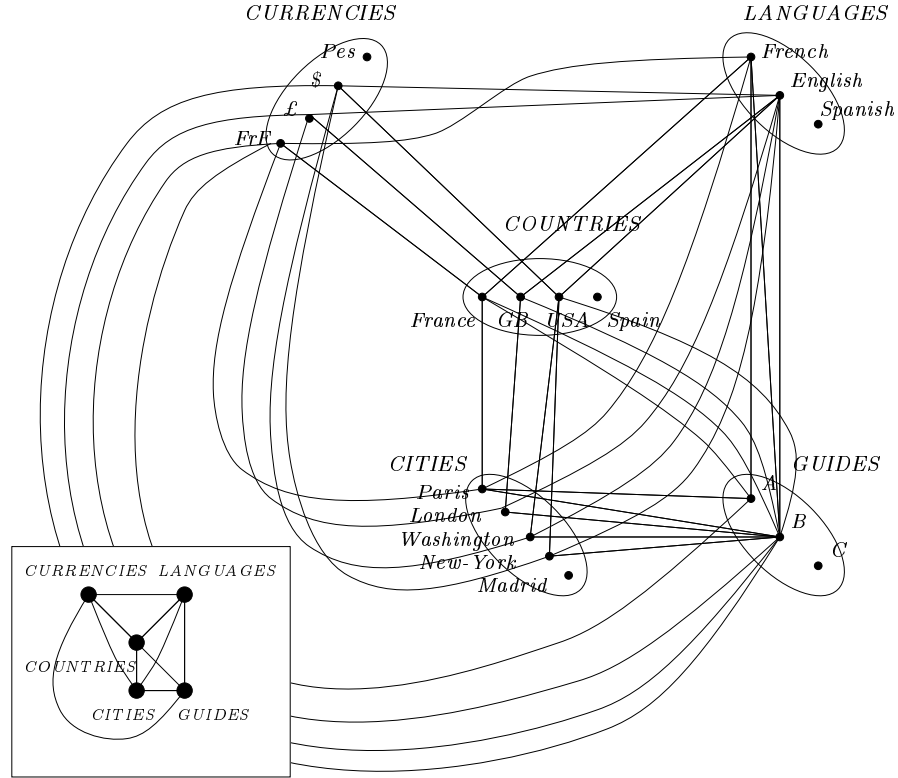 CURRENCIES
LANGUAGES
Pes
French
$
English
£
Spanish
FrF
COUNTRIES
France
GB
USA
Spain
CITIES
GUIDES
A
Paris
London
B
Washington
C
New-York
Madrid
CURRENCIES
LANGUAGES
COUNTRIES
CITIES
GUIDES